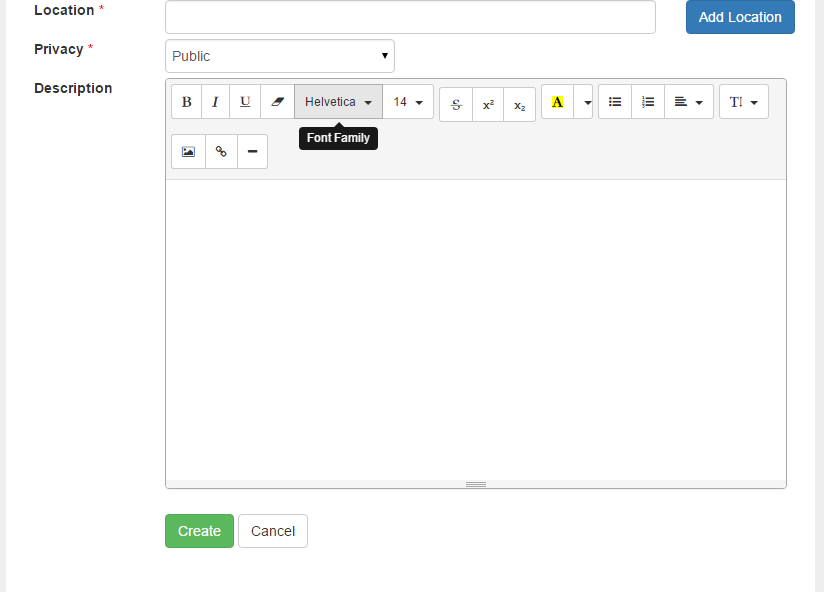 Location *
Add Location
Privacy *
Public
Description
B I U Helvetica 14 S x² x₂ A T
Font Family
Create Cancel